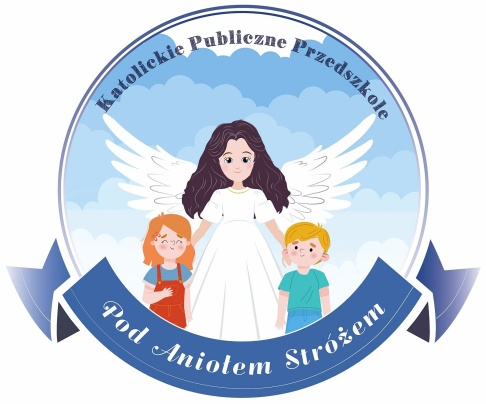 Katolickie Publiczne Przedszkole
Pod Aniołem Stróżem